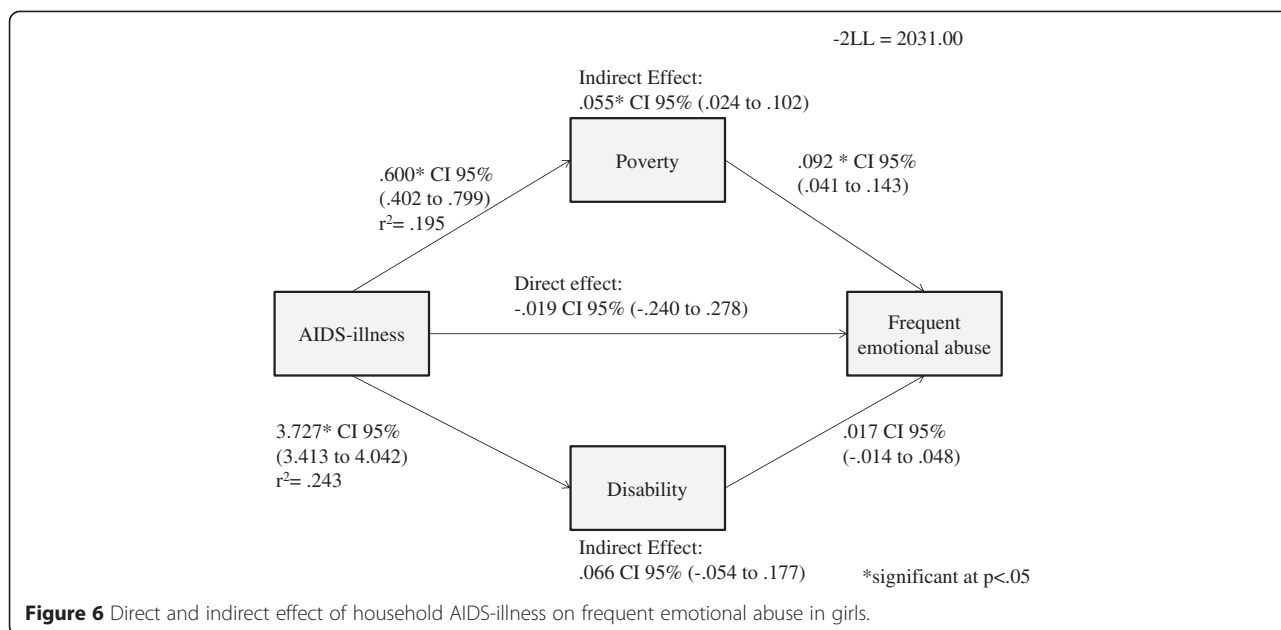 -2LL = 2031.00
Indirect Effect:
.055* CI 95% (.024 to .102)
Poverty
.600* CI 95%
(.402 to .799)
r²= .195
.092 * CI 95%
(.041 to .143)
Direct effect:
-.019 CI 95% (-.240 to .278)
AIDS-illness
Frequent
emotional abuse
3.727* CI 95%
(3.413 to 4.042)
r²= .243
.017 CI 95%
(-.014 to .048)
Disability
Indirect Effect:
.066 CI 95% (-.054 to .177)
*significant at p<.05
Figure 6 Direct and indirect effect of household AIDS-illness on frequent emotional abuse in girls.